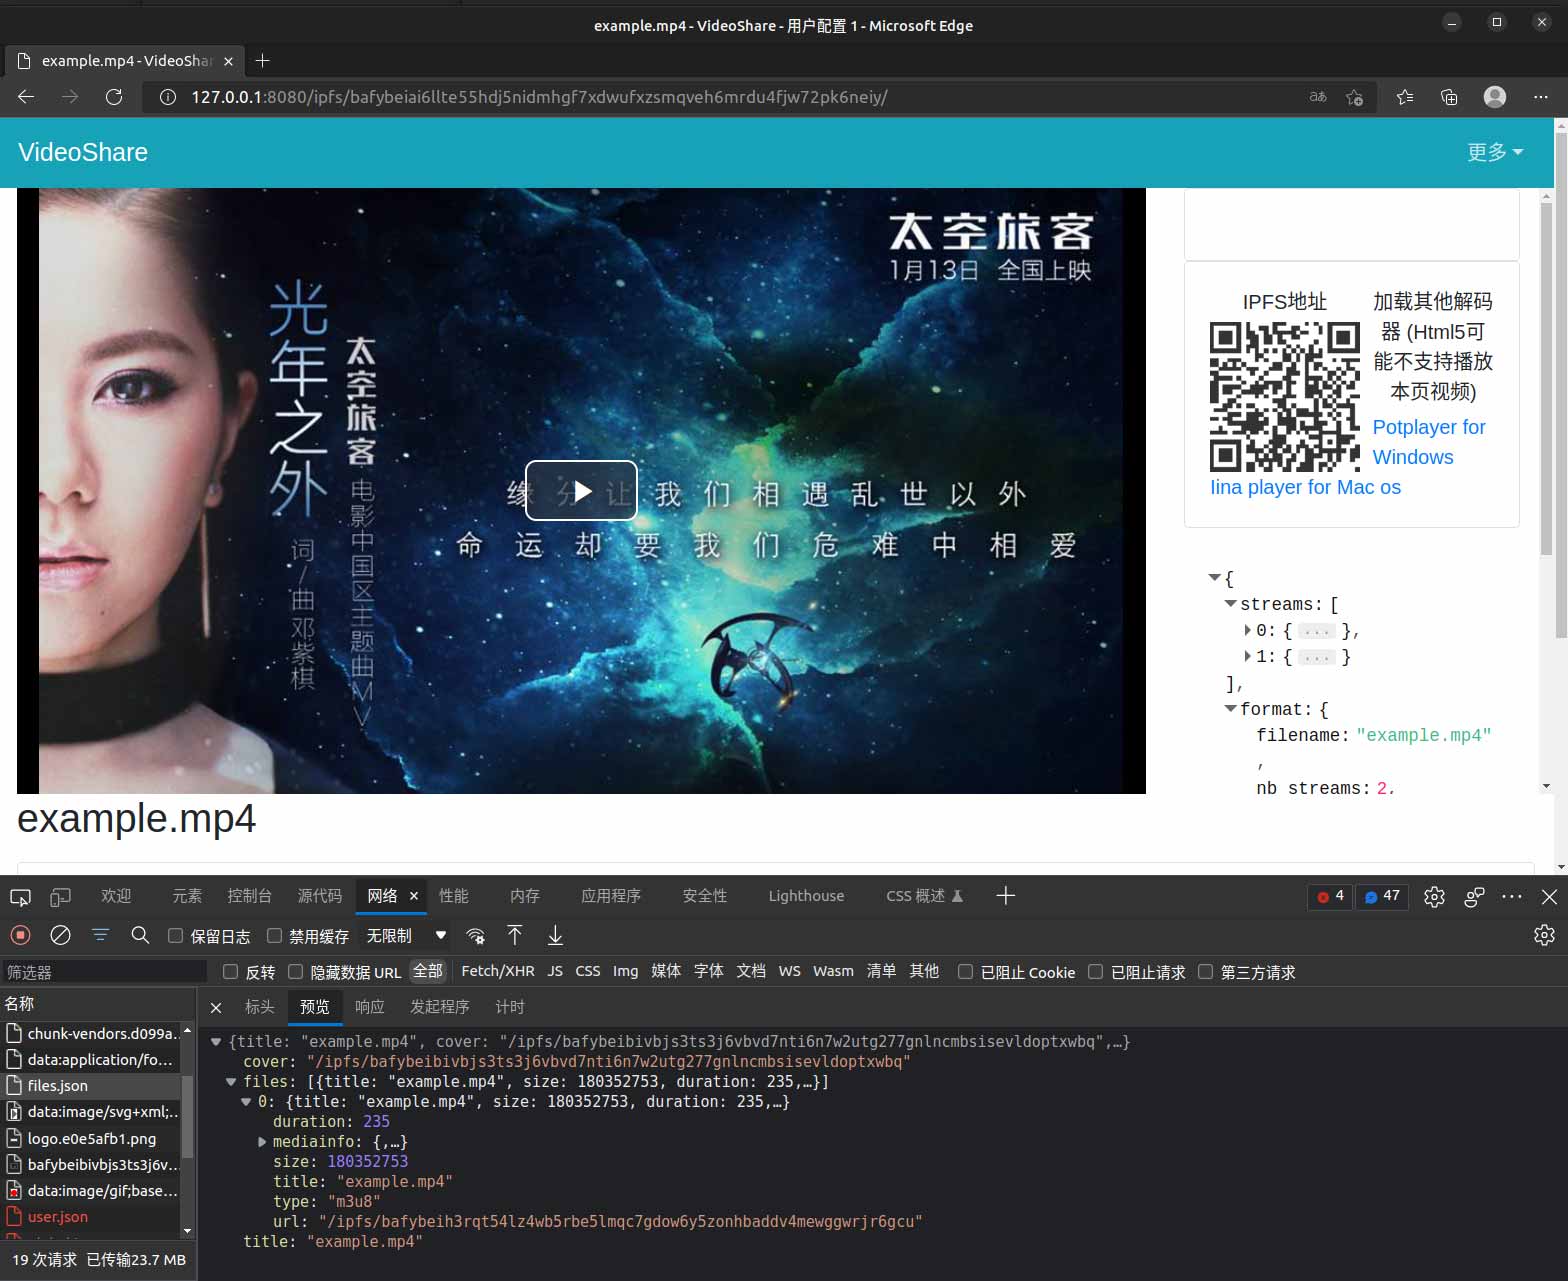 example.mp4 - VideoShare - 用户配置 1 - Microsoft Edge
example.mp4 - VideoShar
127.0.0.1:8080/ipfs/bafybeiai6llte55hdj5nidmhgf7xdwufxzsmqveh6mrdu4fjw72pk6neiy/
VideoShare
更多
太空旅客
1月13日 全国上映
光年之外
太空旅客
电影中国区主题曲MV
词/曲 邓紫棋
缘分让我们相遇乱世以外
命运却要我们危难中相爱
IPFS地址
加载其他解码
器 (Html5可
能不支持播放
本页视频)
Potplayer for
Windows
Iina player for Mac os
{
streams: [
0: { ... },
1: { ... }
],
format: {
filename: "example.mp4"
,
nb_streams: 2,
example.mp4
欢迎 元素 控制台 源代码 网络 性能 内存 应用程序 安全性 Lighthouse CSS 概述 4 47
保留日志 禁用缓存 无限制
筛选器 反转 隐藏数据 URL 全部 Fetch/XHR JS CSS Img 媒体 字体 文档 WS Wasm 清单 其他 已阻止 Cookie 已阻止请求 第三方请求
名称
标头 预览 响应 发起程序 计时
chunk-vendors.d099a...
data:application/fo...
files.json
data:image/svg+xml;...
logo.e0e5afb1.png
bafybeibivbjs3ts3j6v...
data:image/gif;base...
user.json
19 次请求 已传输23.7 MB
{title: "example.mp4", cover: "/ipfs/bafybeibivbjs3ts3j6vbvd7nti6n7w2utg277gnlncmbsisevldoptxwbq",…}
cover: "/ipfs/bafybeibivbjs3ts3j6vbvd7nti6n7w2utg277gnlncmbsisevldoptxwbq"
files: [{title: "example.mp4", size: 180352753, duration: 235,…}]
0: {title: "example.mp4", size: 180352753, duration: 235,…}
duration: 235
mediainfo: {,…}
size: 180352753
title: "example.mp4"
type: "m3u8"
url: "/ipfs/bafybeih3rqt54lz4wb5rbe5lmqc7gdow6y5zonhbaddv4mewggwrjr6gcu"
title: "example.mp4"